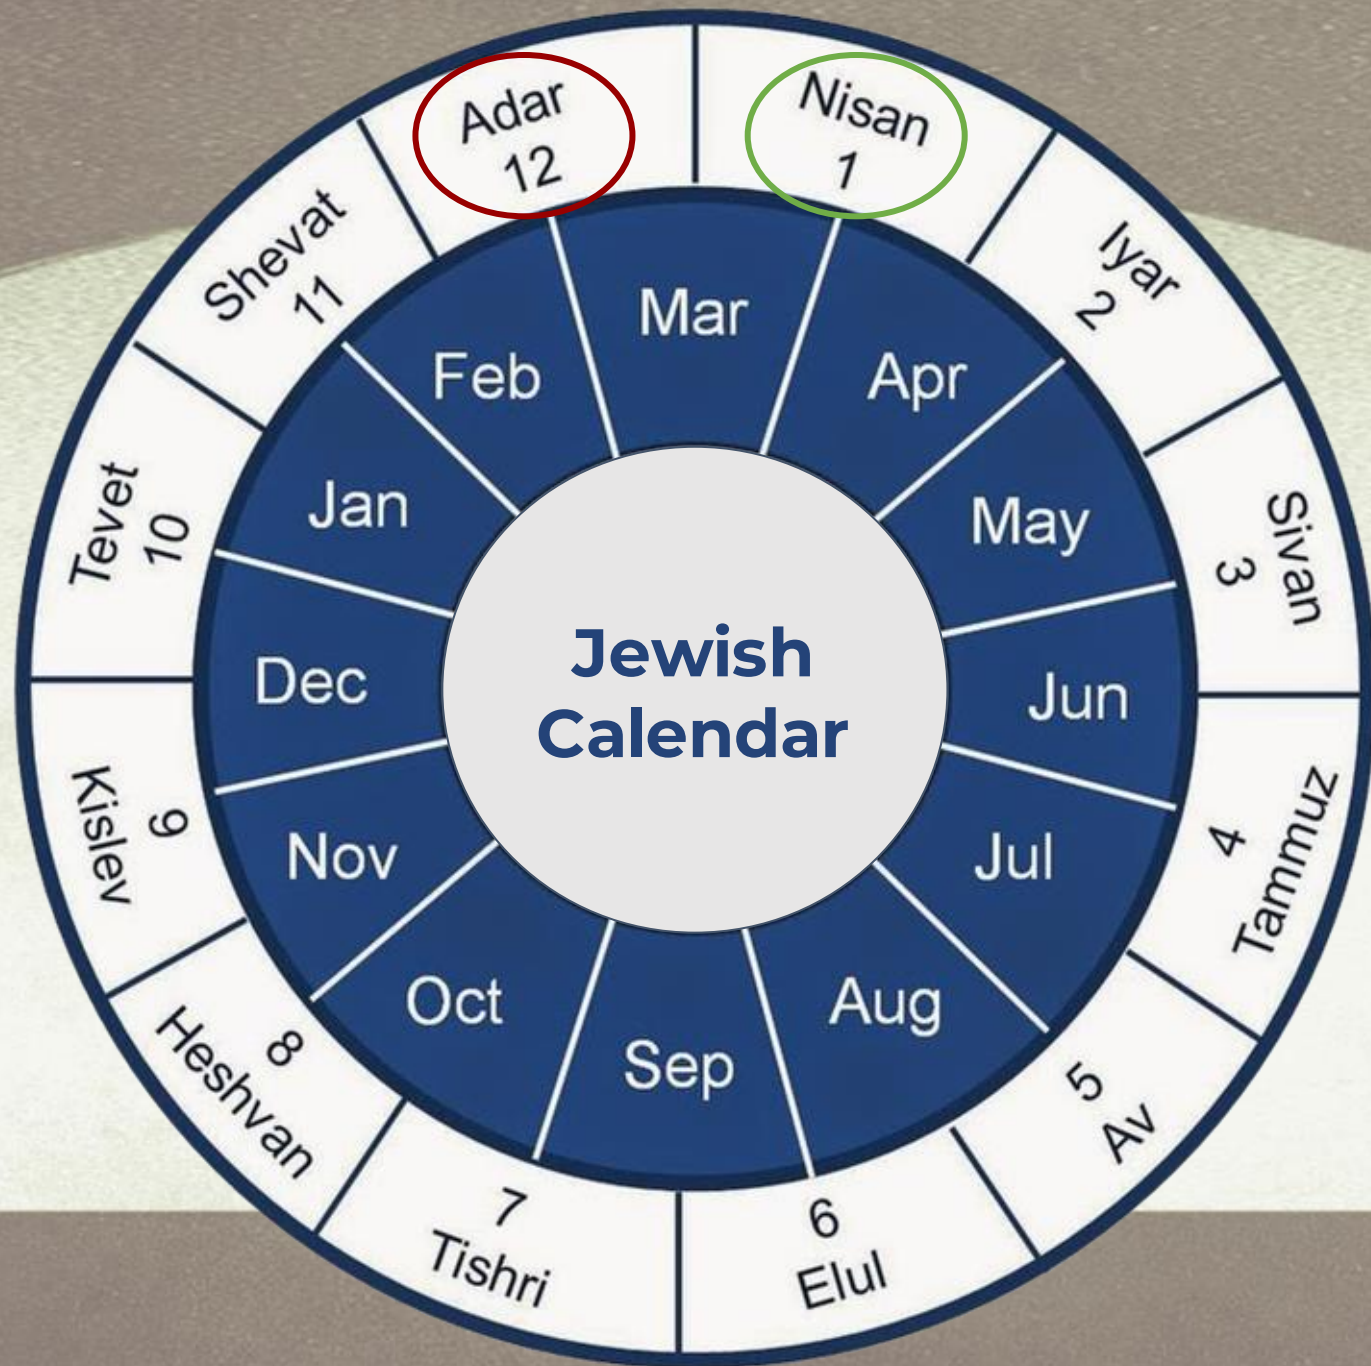 Nisan
1
Iyar
2
Sivan
3
4
Tammuz
5
Av
6
Elul
7
Tishri
8
Heshvan
9
Kislev
Tevet
10
Shevat
11
Adar
12
Mar
Apr
May
Jun
Jul
Aug
Sep
Oct
Nov
Dec
Jan
Feb
Jewish
Calendar